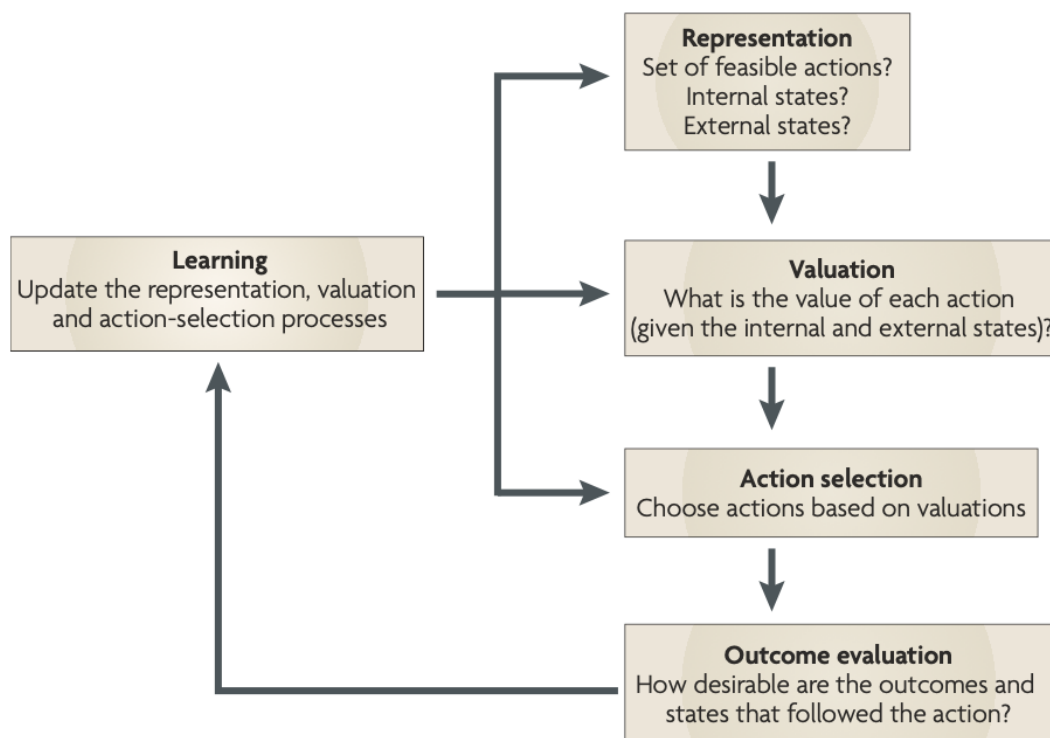 Representation
Set of feasible actions?
Internal states?
External states?
Learning
Update the representation, valuation
and action-selection processes
Valuation
What is the value of each action
(given the internal and external states)?
Action selection
Choose actions based on valuations
Outcome evaluation
How desirable are the outcomes and
states that followed the action?